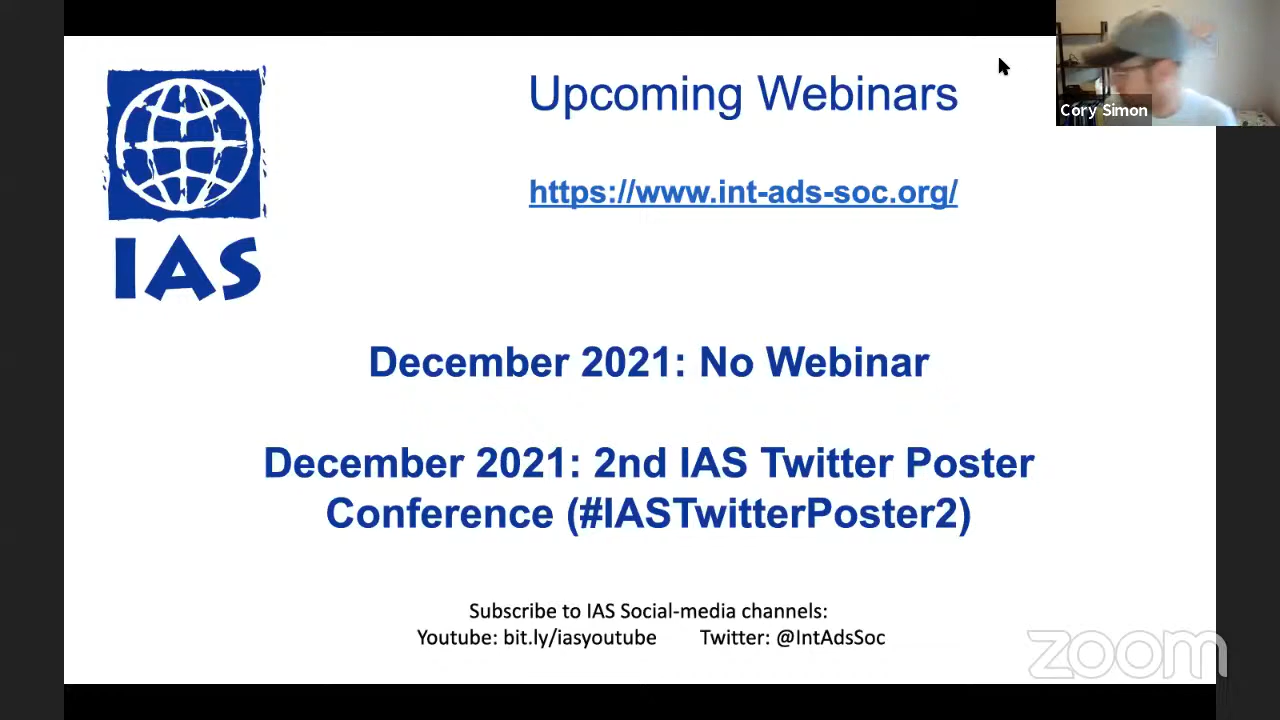 Upcoming Webinars
Cory Simon
https://www.int-ads-soc.org/
IAS
December 2021: No Webinar
December 2021: 2nd IAS Twitter Poster
Conference (#IASTwitterPoster2)
Subscribe to IAS Social-media channels:
Youtube: bit.ly/iasyoutube Twitter: @IntAdsSoc
zoom